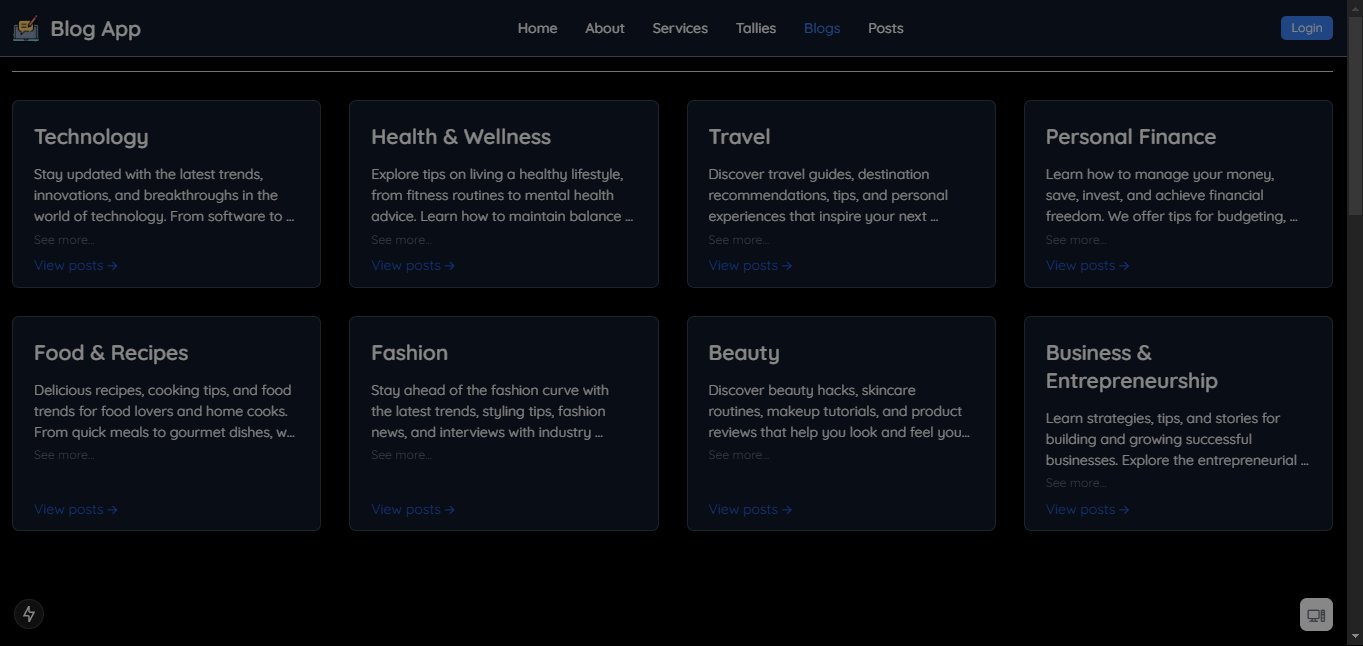 Blog App
Home About Services Tallies Blogs Posts
Login
Technology
Stay updated with the latest trends,
innovations, and breakthroughs in the
world of technology. From software to ...
See more...
View posts →
Health & Wellness
Explore tips on living a healthy lifestyle,
from fitness routines to mental health
advice. Learn how to maintain balance ...
See more...
View posts →
Travel
Discover travel guides, destination
recommendations, tips, and personal
experiences that inspire your next ...
See more...
View posts →
Personal Finance
Learn how to manage your money,
save, invest, and achieve financial
freedom. We offer tips for budgeting, ...
See more...
View posts →
Food & Recipes
Delicious recipes, cooking tips, and food
trends for food lovers and home cooks.
From quick meals to gourmet dishes, w...
See more...
View posts →
Fashion
Stay ahead of the fashion curve with
the latest trends, styling tips, fashion
news, and interviews with industry ...
See more...
View posts →
Beauty
Discover beauty hacks, skincare
routines, makeup tutorials, and product
reviews that help you look and feel you...
See more...
View posts →
Business &
Entrepreneurship
Learn strategies, tips, and stories for
building and growing successful
businesses. Explore the entrepreneurial ...
See more...
View posts →